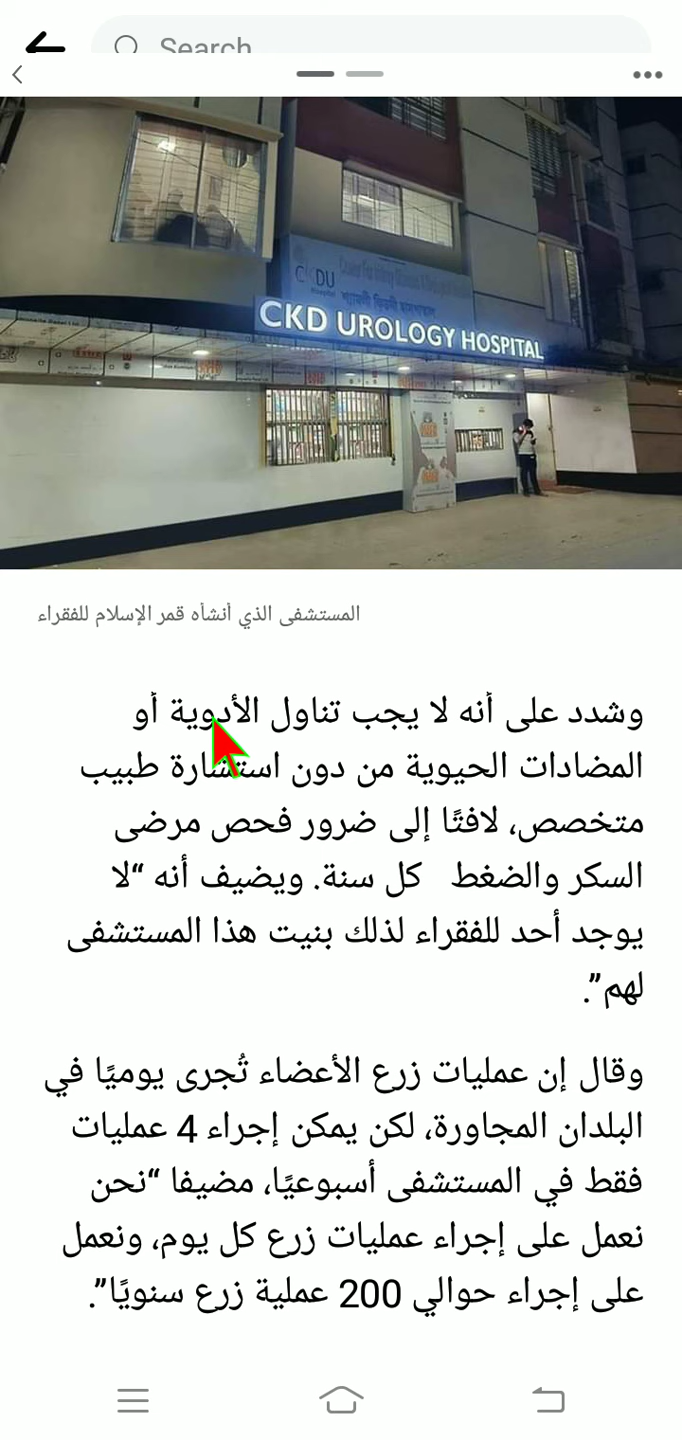 Search
CKDU
Hospital
CKD UROLOGY HOSPITAL
المستشفى الذي أنشأه قمر الإسلام للفقراء
وشدد على أنه لا يجب تناول الأدوية أو
المضادات الحيوية من دون استشارة طبيب
متخصص، لافتًا إلى ضرور فحص مرضى
السكر والضغط كل سنة. ويضيف أنه “لا
يوجد أحد للفقراء لذلك بنيت هذا المستشفى
لهم”.
وقال إن عمليات زرع الأعضاء تُجرى يوميًا في
البلدان المجاورة، لكن يمكن إجراء 4 عمليات
فقط في المستشفى أسبوعيًا، مضيفا “نحن
نعمل على إجراء عمليات زرع كل يوم، ونعمل
على إجراء حوالي 200 عملية زرع سنويًا”.